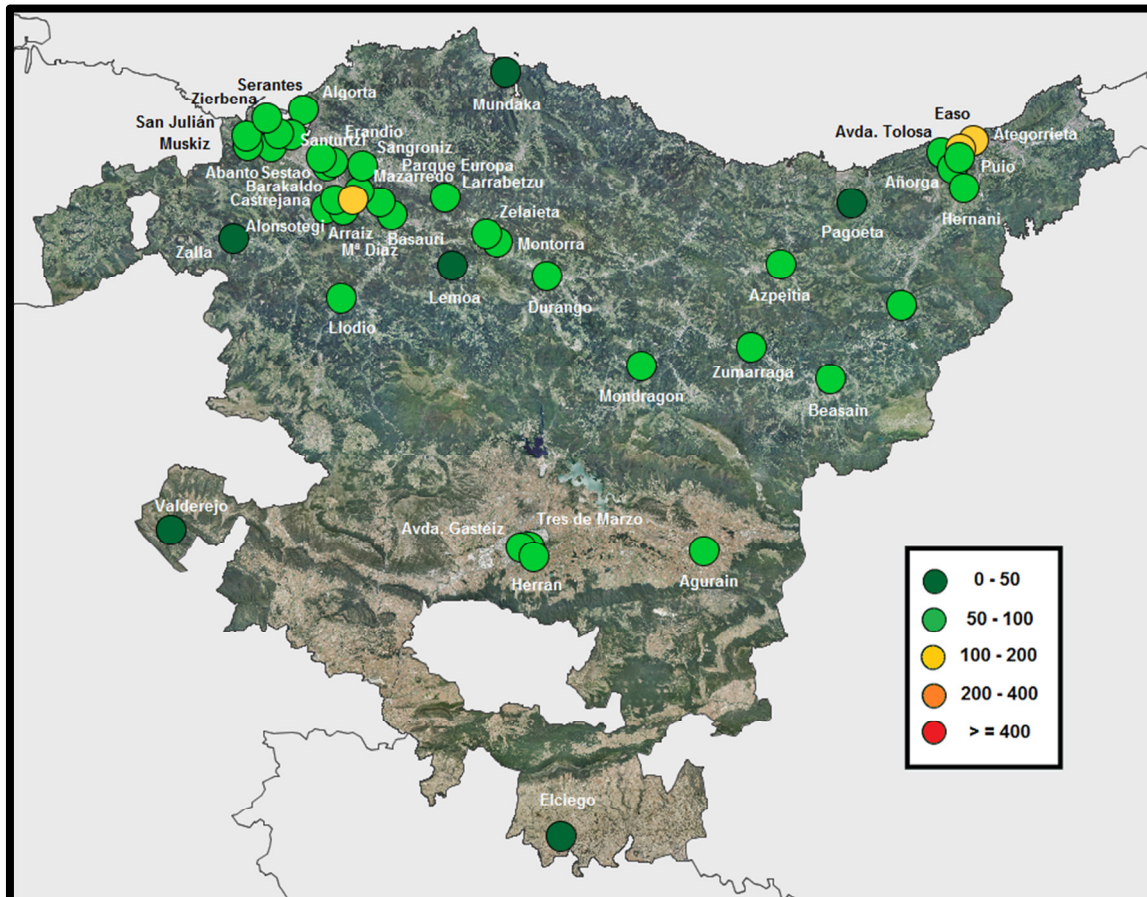 Serantes
Zierbena
Algorta
Mundaka
San Julián
Muskiz
Santurtzi
Erandio
Sangroniz
Abanto
Sestao
Parque Europa
Barakaldo
Mazarredo
Larrabetzu
Castrejana
Alonsotegi
Arraiz
Mª Diaz
Basauri
Zelaieta
Montorra
Zalla
Lemoa
Durango
Llodio
Easo
Avda. Tolosa
Ategorrieta
Puio
Añorga
Hernani
Pagoeta
Azpeitia
Zumarraga
Mondragon
Beasain
Valderejo
Avda. Gasteiz
Tres de Marzo
Herran
Agurain
Elciego
0 - 50
50 - 100
100 - 200
200 - 400
> = 400